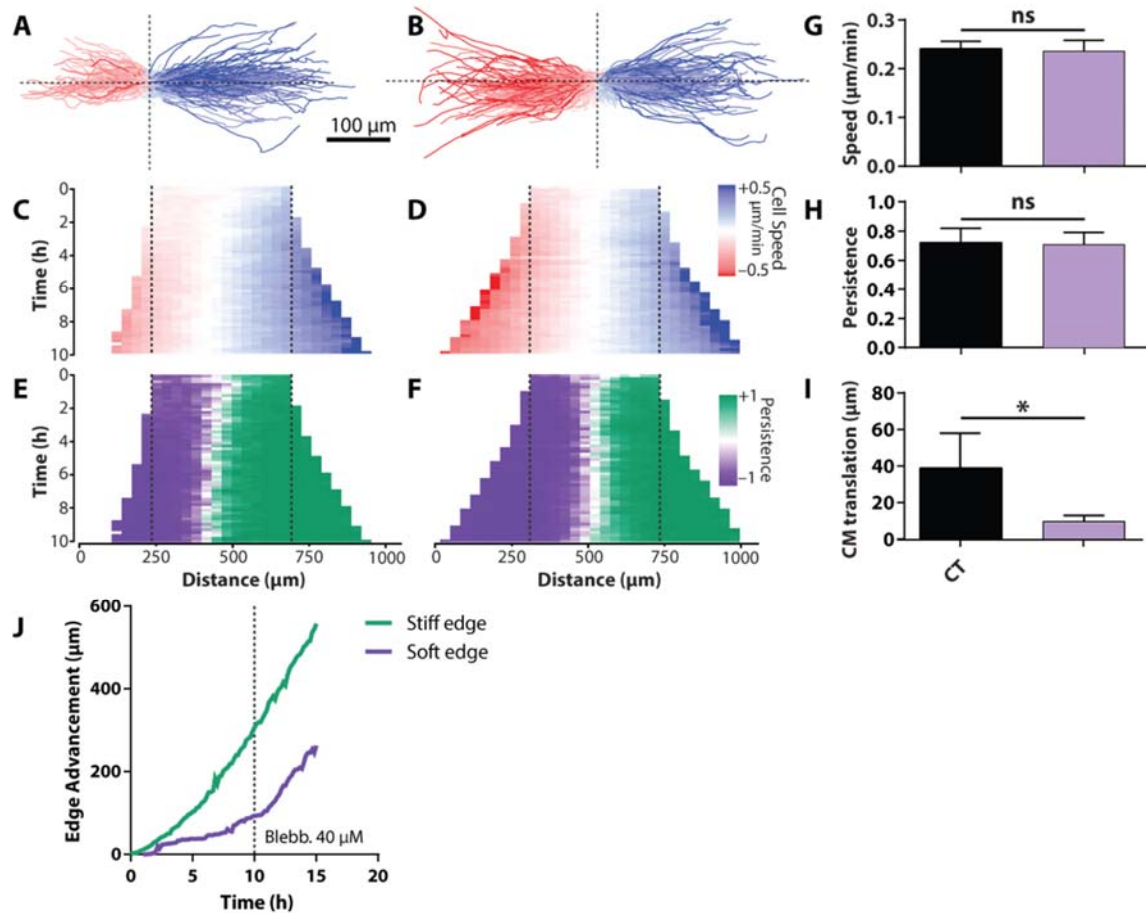 A
B
100 µm
G
Speed (µm/min)
0.3
0.2
0.1
0.0
ns
C
Time (h)
0
2
4
6
8
10
D
+0.5
µm/min
−0.5
Cell Speed
H
Persistence
1.0
0.8
0.6
0.4
0.2
0.0
ns
E
Time (h)
0
2
4
6
8
10
0 250 500 750 1000
Distance (µm)
F
+1
−1
Persistence
0 250 500 750 1000
Distance (µm)
I
CM translation (µm)
80
60
40
20
0
*
CT
J
Edge Advancement (µm)
600
400
200
0
Stiff edge
Soft edge
Blebb. 40 µM
0 5 10 15 20
Time (h)